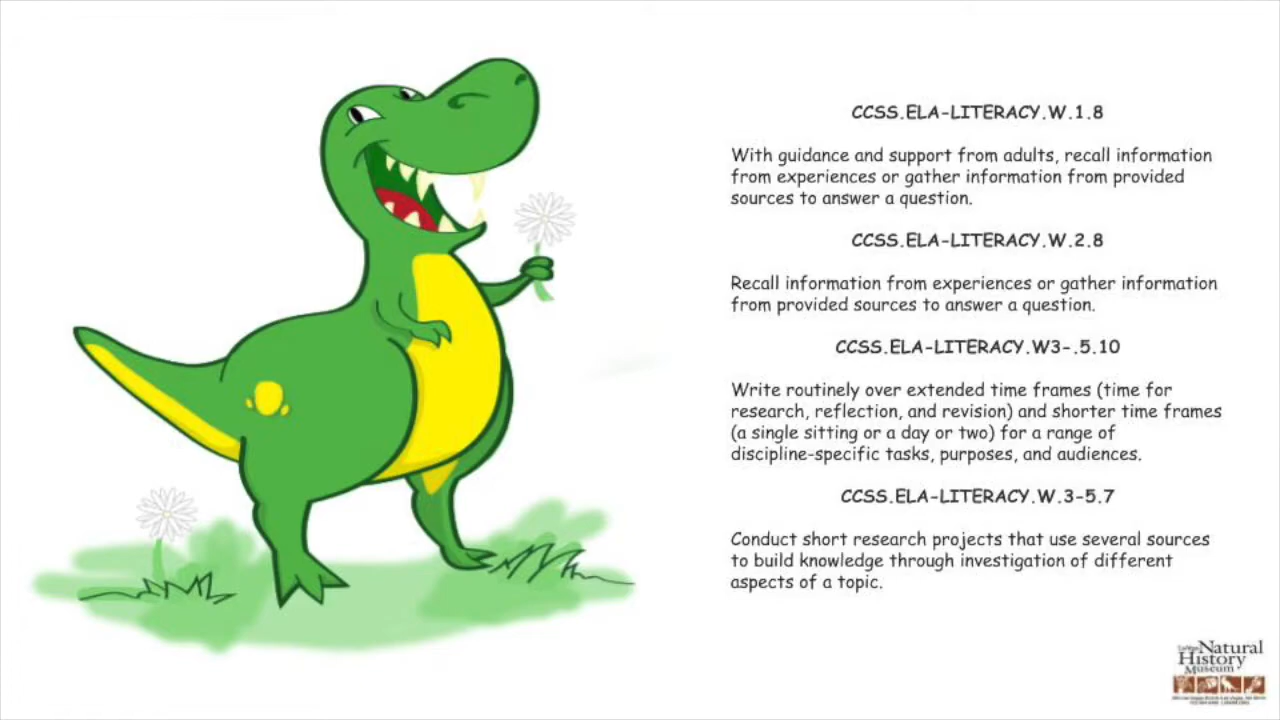 CCSS.ELA-LITERACY.W.1.8
With guidance and support from adults, recall information
from experiences or gather information from provided
sources to answer a question.
CCSS.ELA-LITERACY.W.2.8
Recall information from experiences or gather information
from provided sources to answer a question.
CCSS.ELA-LITERACY.W3-.5.10
Write routinely over extended time frames (time for
research, reflection, and revision) and shorter time frames
(a single sitting or a day or two) for a range of
discipline-specific tasks, purposes, and audiences.
CCSS.ELA-LITERACY.W.3-5.7
Conduct short research projects that use several sources
to build knowledge through investigation of different
aspects of a topic.
Natural
History
Museum